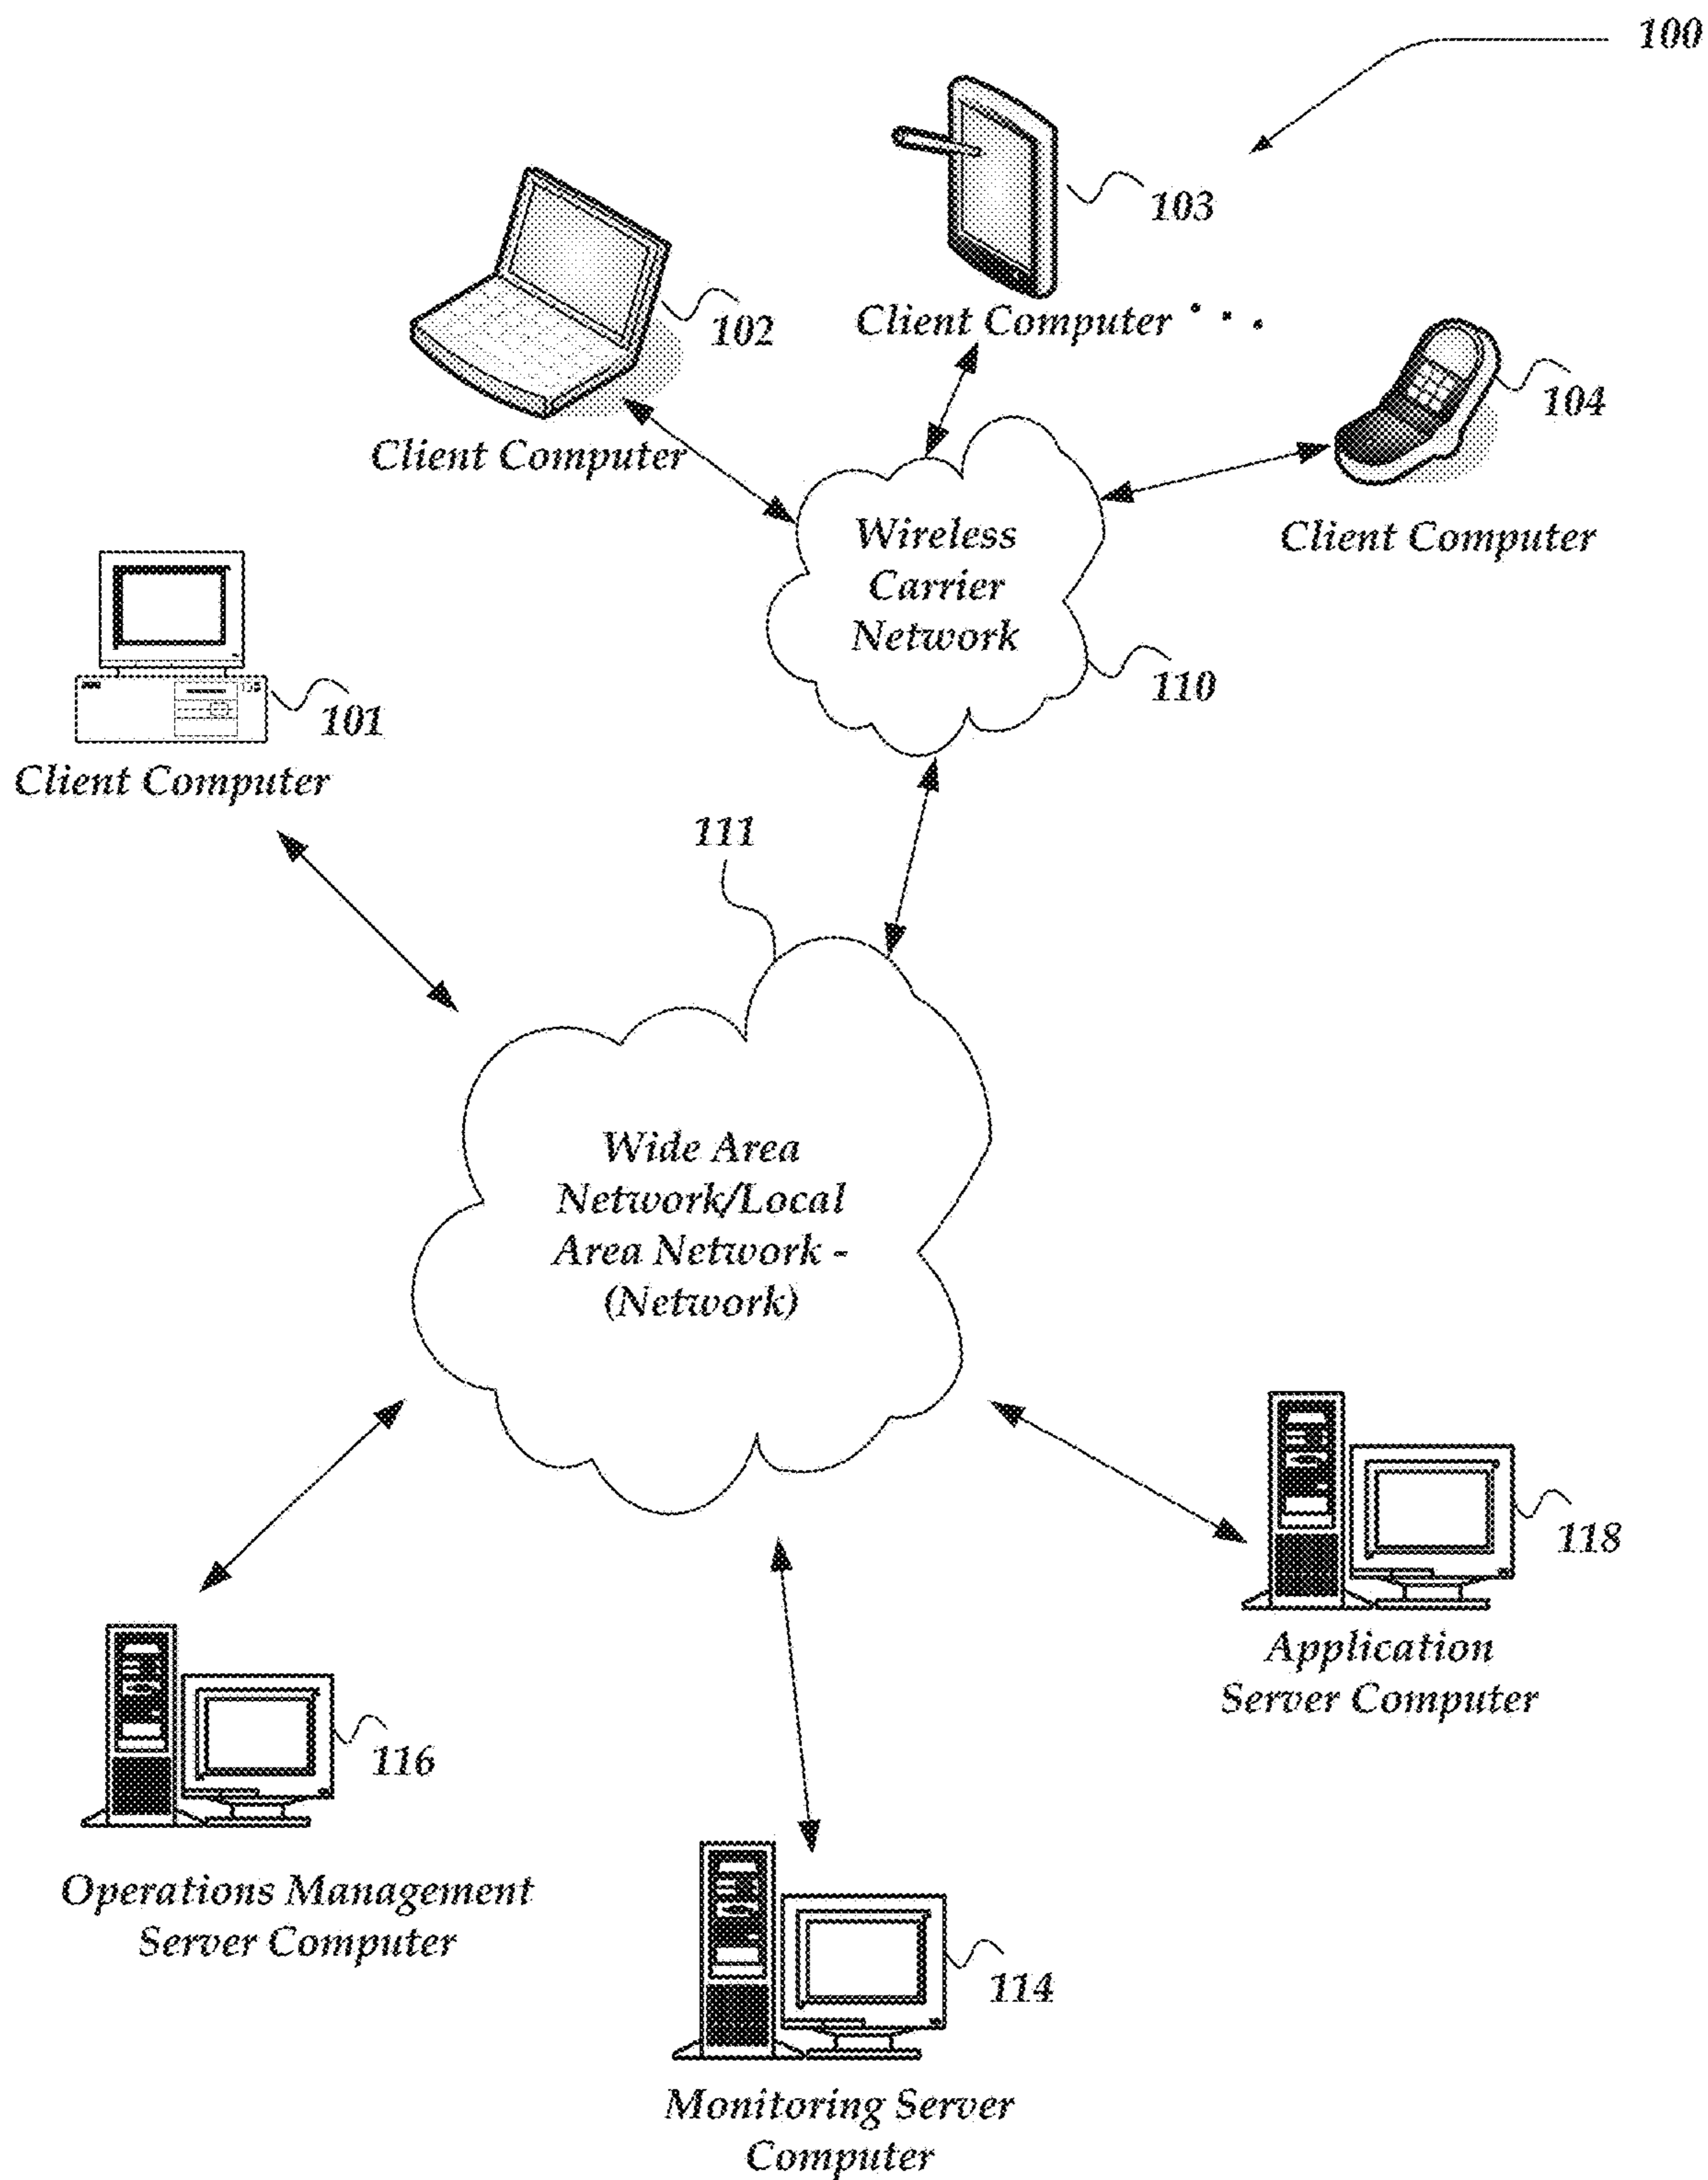 100
103
102
Client Computer . . .
104
Client Computer
Client Computer
Wireless
Carrier
Network
110
101
Client Computer
111
Wide Area
Network/Local
Area Network -
(Network)
118
Application
Server Computer
116
Operations Management
Server Computer
114
Monitoring Server
Computer